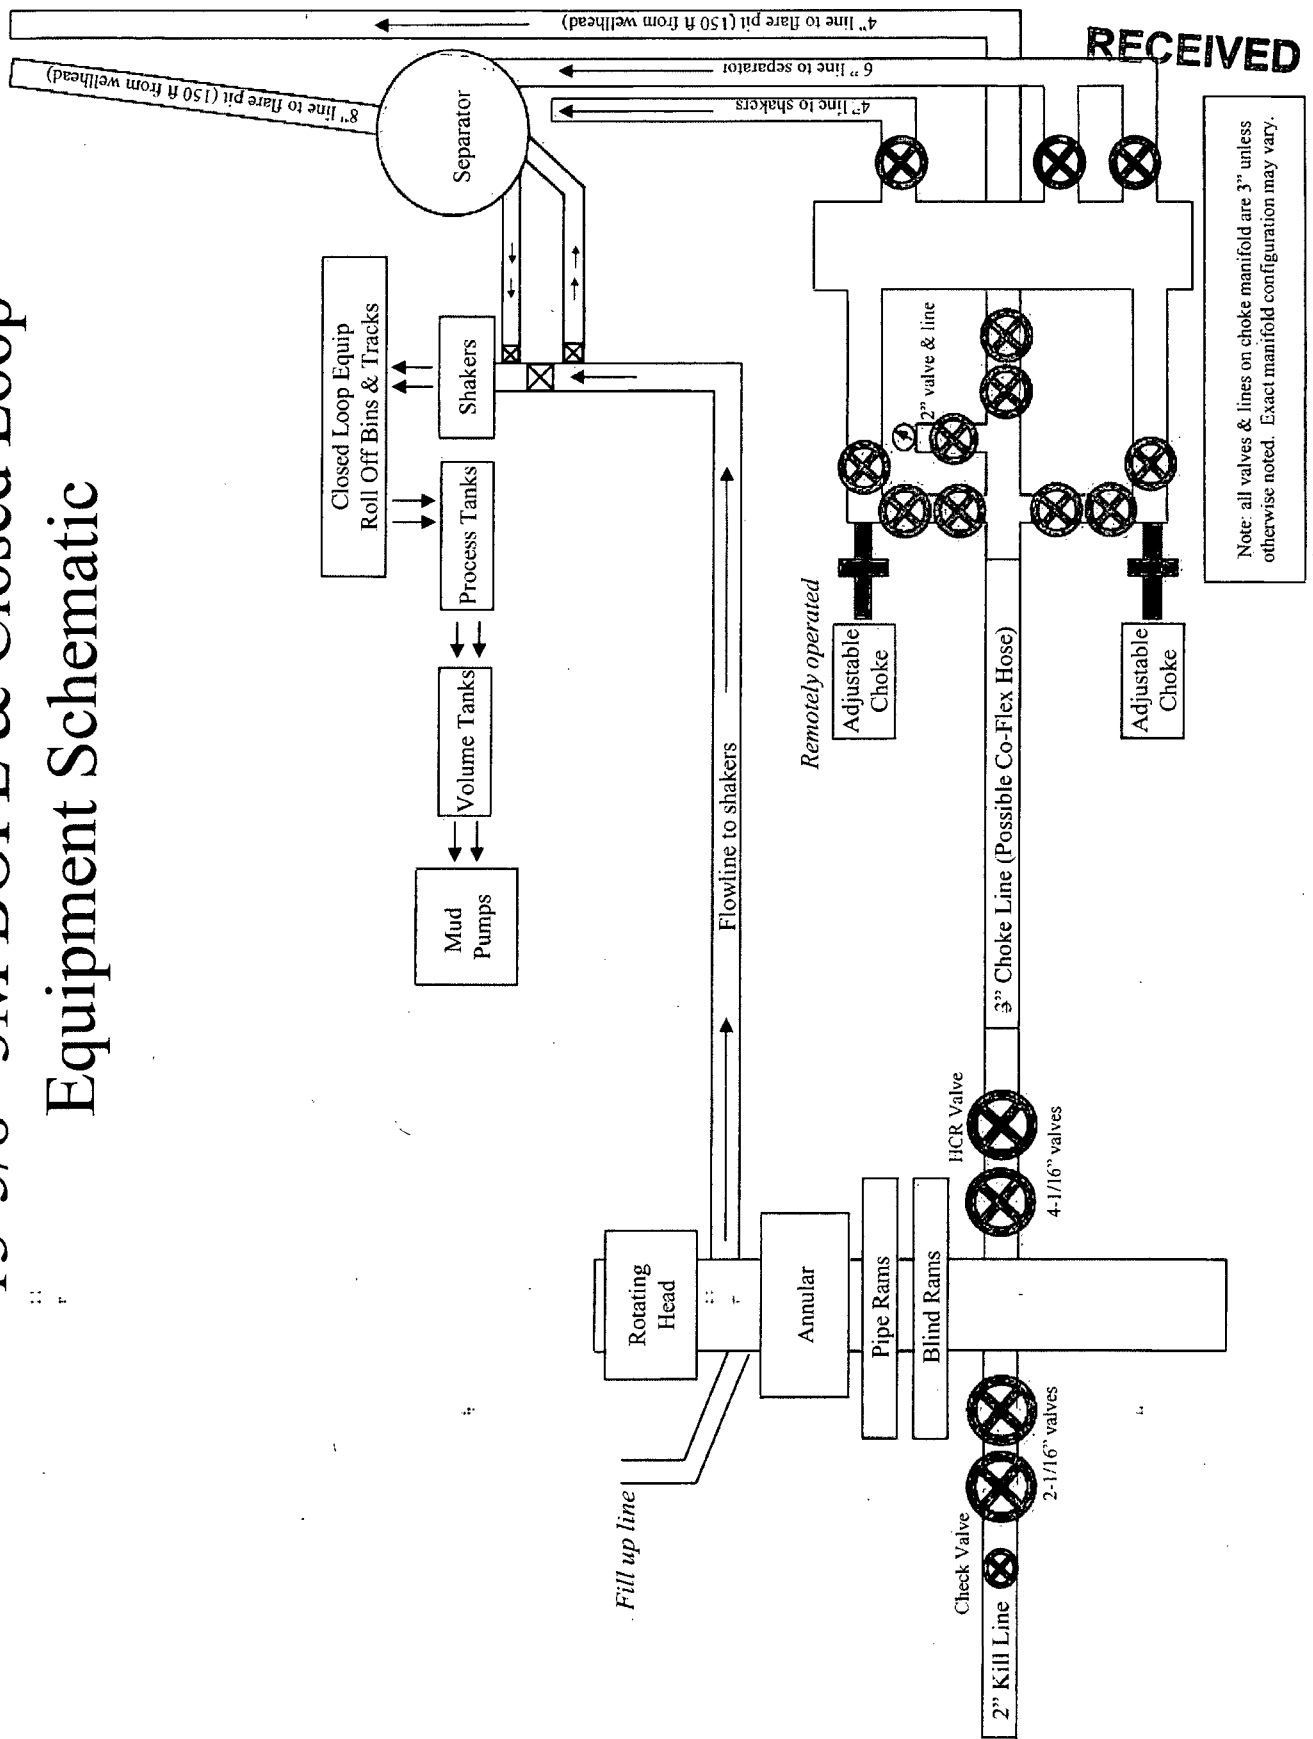 Equipment Schematic
RECEIVED
4" line to flare pit (150 ft from wellhead)
8" line to flare pit (150 ft from wellhead)
6" line to separator
4" line to shakers
Separator
Closed Loop Equip
Roll Off Bins & Tracks
Shakers
Process Tanks
Volume Tanks
Mud
Pumps
Flowline to shakers
Fill up line
Rotating
Head
Annular
Pipe Rams
Blind Rams
Check Valve
2" Kill Line
2-1/16" valves
HCR Valve
4-1/16" valves
3" Choke Line (Possible Co-Flex Hose)
Remotely operated
Adjustable
Choke
Adjustable
Choke
2" valve & line
Note: all valves & lines on choke manifold are 3" unless
otherwise noted. Exact manifold configuration may vary.